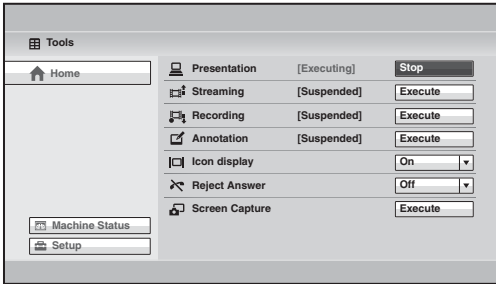 Tools
Home
Presentation [Executing] Stop
Streaming [Suspended] Execute
Recording [Suspended] Execute
Annotation [Suspended] Execute
Icon display On
Reject Answer Off
Screen Capture Execute
Machine Status
Setup